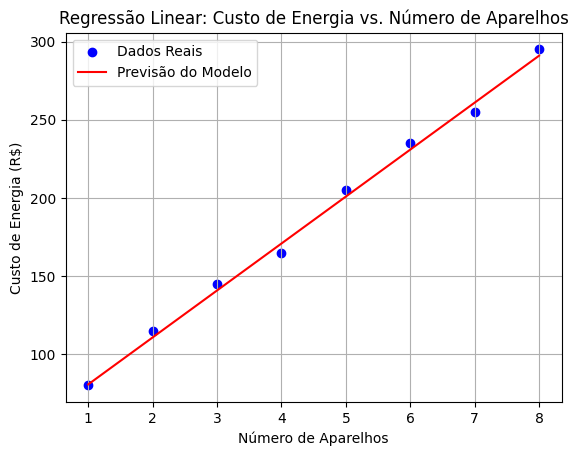 Regressão Linear: Custo de Energia vs. Número de Aparelhos
Dados Reais
Previsão do Modelo
Custo de Energia (R$)
300
250
200
150
100
1 2 3 4 5 6 7 8
Número de Aparelhos